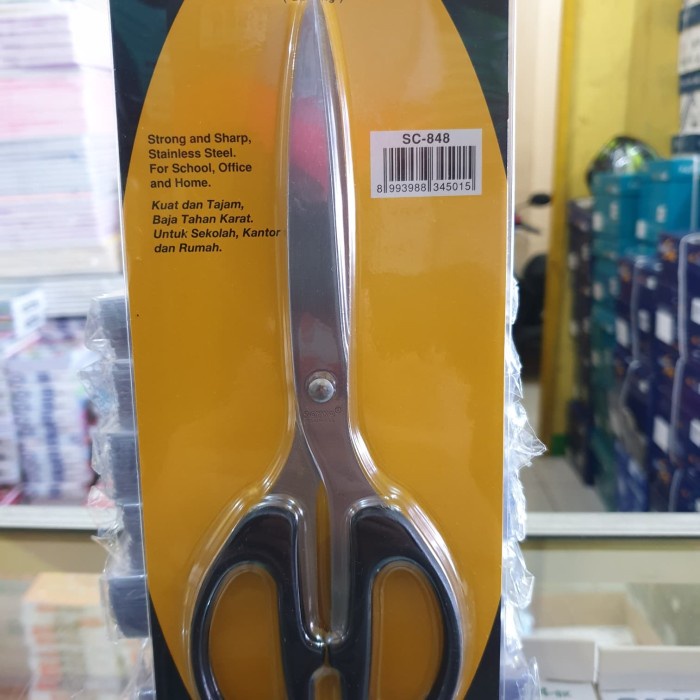 Strong and Sharp,
Stainless Steel.
For School, Office
and Home.
Kuat dan Tajam,
Baja Tahan Karat.
Untuk Sekolah, Kantor
dan Rumah.
SC-848
8 993988 345015